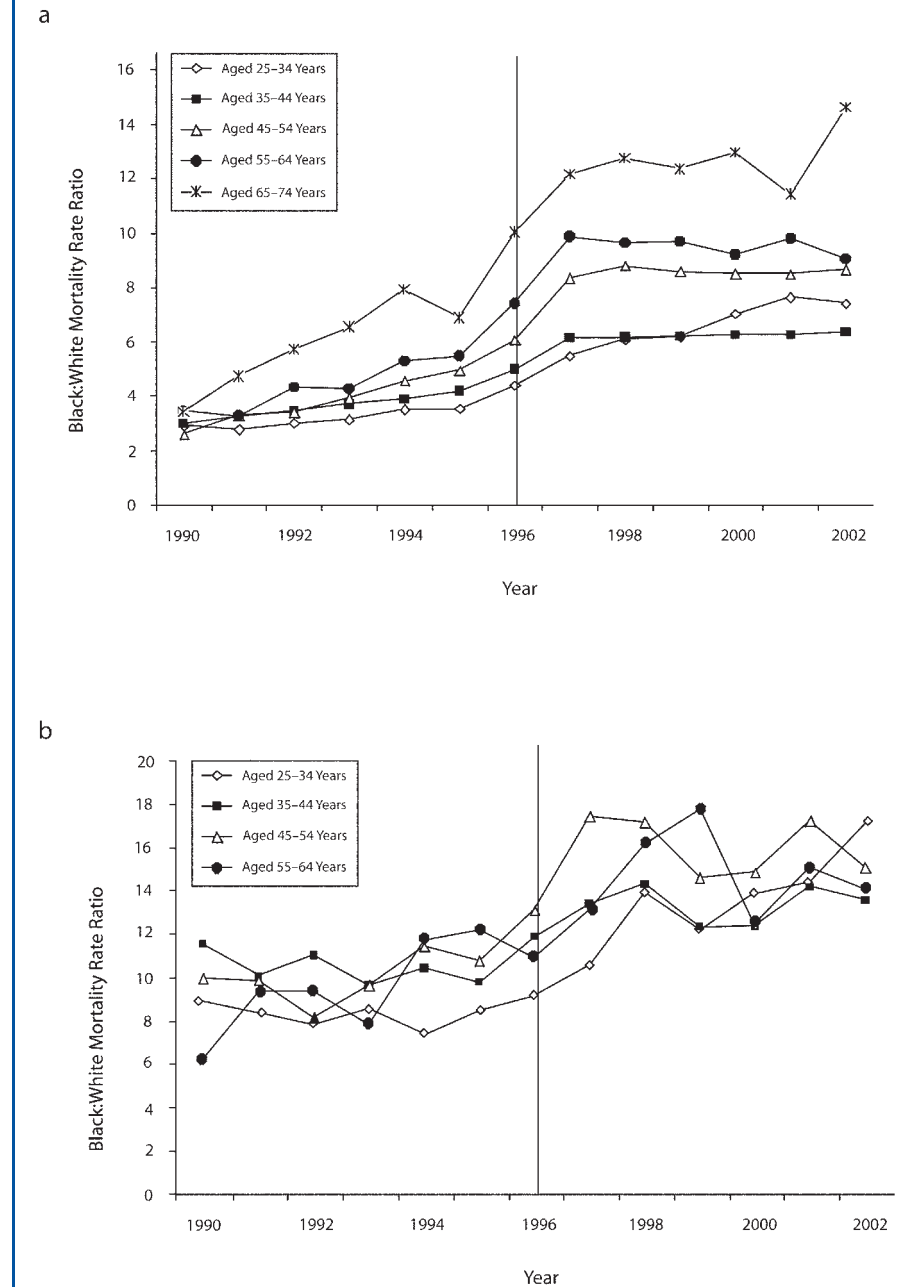 a
16
14
12
10
8
6
4
2
0
Black:White Mortality Rate Ratio
Aged 25–34 Years
Aged 35–44 Years
Aged 45–54 Years
Aged 55–64 Years
Aged 65–74 Years
1990 1992 1994 1996 1998 2000 2002
Year
b
20
18
16
14
12
10
8
6
4
2
0
Black:White Mortality Rate Ratio
Aged 25–34 Years
Aged 35–44 Years
Aged 45–54 Years
Aged 55–64 Years
1990 1992 1994 1996 1998 2000 2002
Year